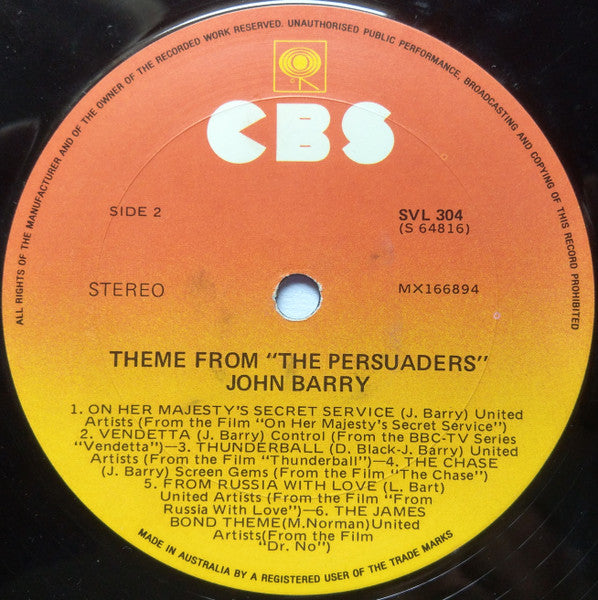 ALL RIGHTS OF THE MANUFACTURER AND OF THE OWNER OF THE RECORDED WORK RESERVED. UNAUTHORISED PUBLIC PERFORMANCE, BROADCASTING AND COPYING OF THIS RECORD PROHIBITED
CBS
SIDE 2
SVL 304
(S 64816)
STEREO
MX166894
THEME FROM "THE PERSUADERS"
JOHN BARRY
1. ON HER MAJESTY'S SECRET SERVICE (J. Barry) United
Artists (From the Film "On Her Majesty's Secret Service")
2. VENDETTA (J. Barry) Control (From the BBC-TV Series
"Vendetta")—3. THUNDERBALL (D. Black-J. Barry) United
Artists (From the Film "Thunderball")—4. THE CHASE
(J. Barry) Screen Gems (From the Film "The Chase")
5. FROM RUSSIA WITH LOVE (L. Bart)
United Artists (From the Film "From
Russia With Love")—6. THE JAMES
BOND THEME(M.Norman)United
Artists(From the Film
"Dr. No")
MADE IN AUSTRALIA BY A REGISTERED USER OF THE TRADE MARKS